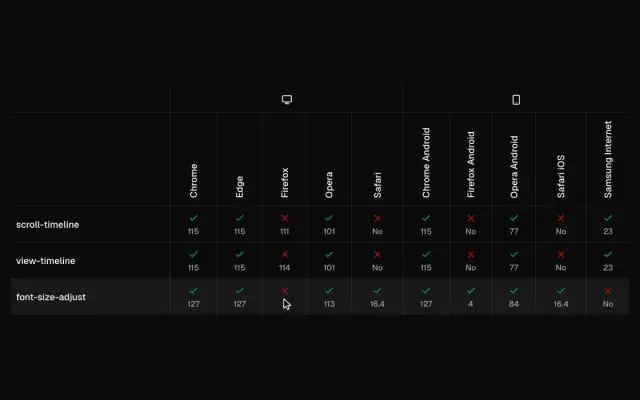 Chrome Edge Firefox Opera Safari Chrome Android Firefox Android Opera Android Safari iOS Samsung Internet
scroll-timeline
115 115 111 101 No 115 No 77 No 23
view-timeline
115 115 114 101 No 115 No 77 No 23
font-size-adjust
127 127 113 16.4 127 4 84 16.4 No